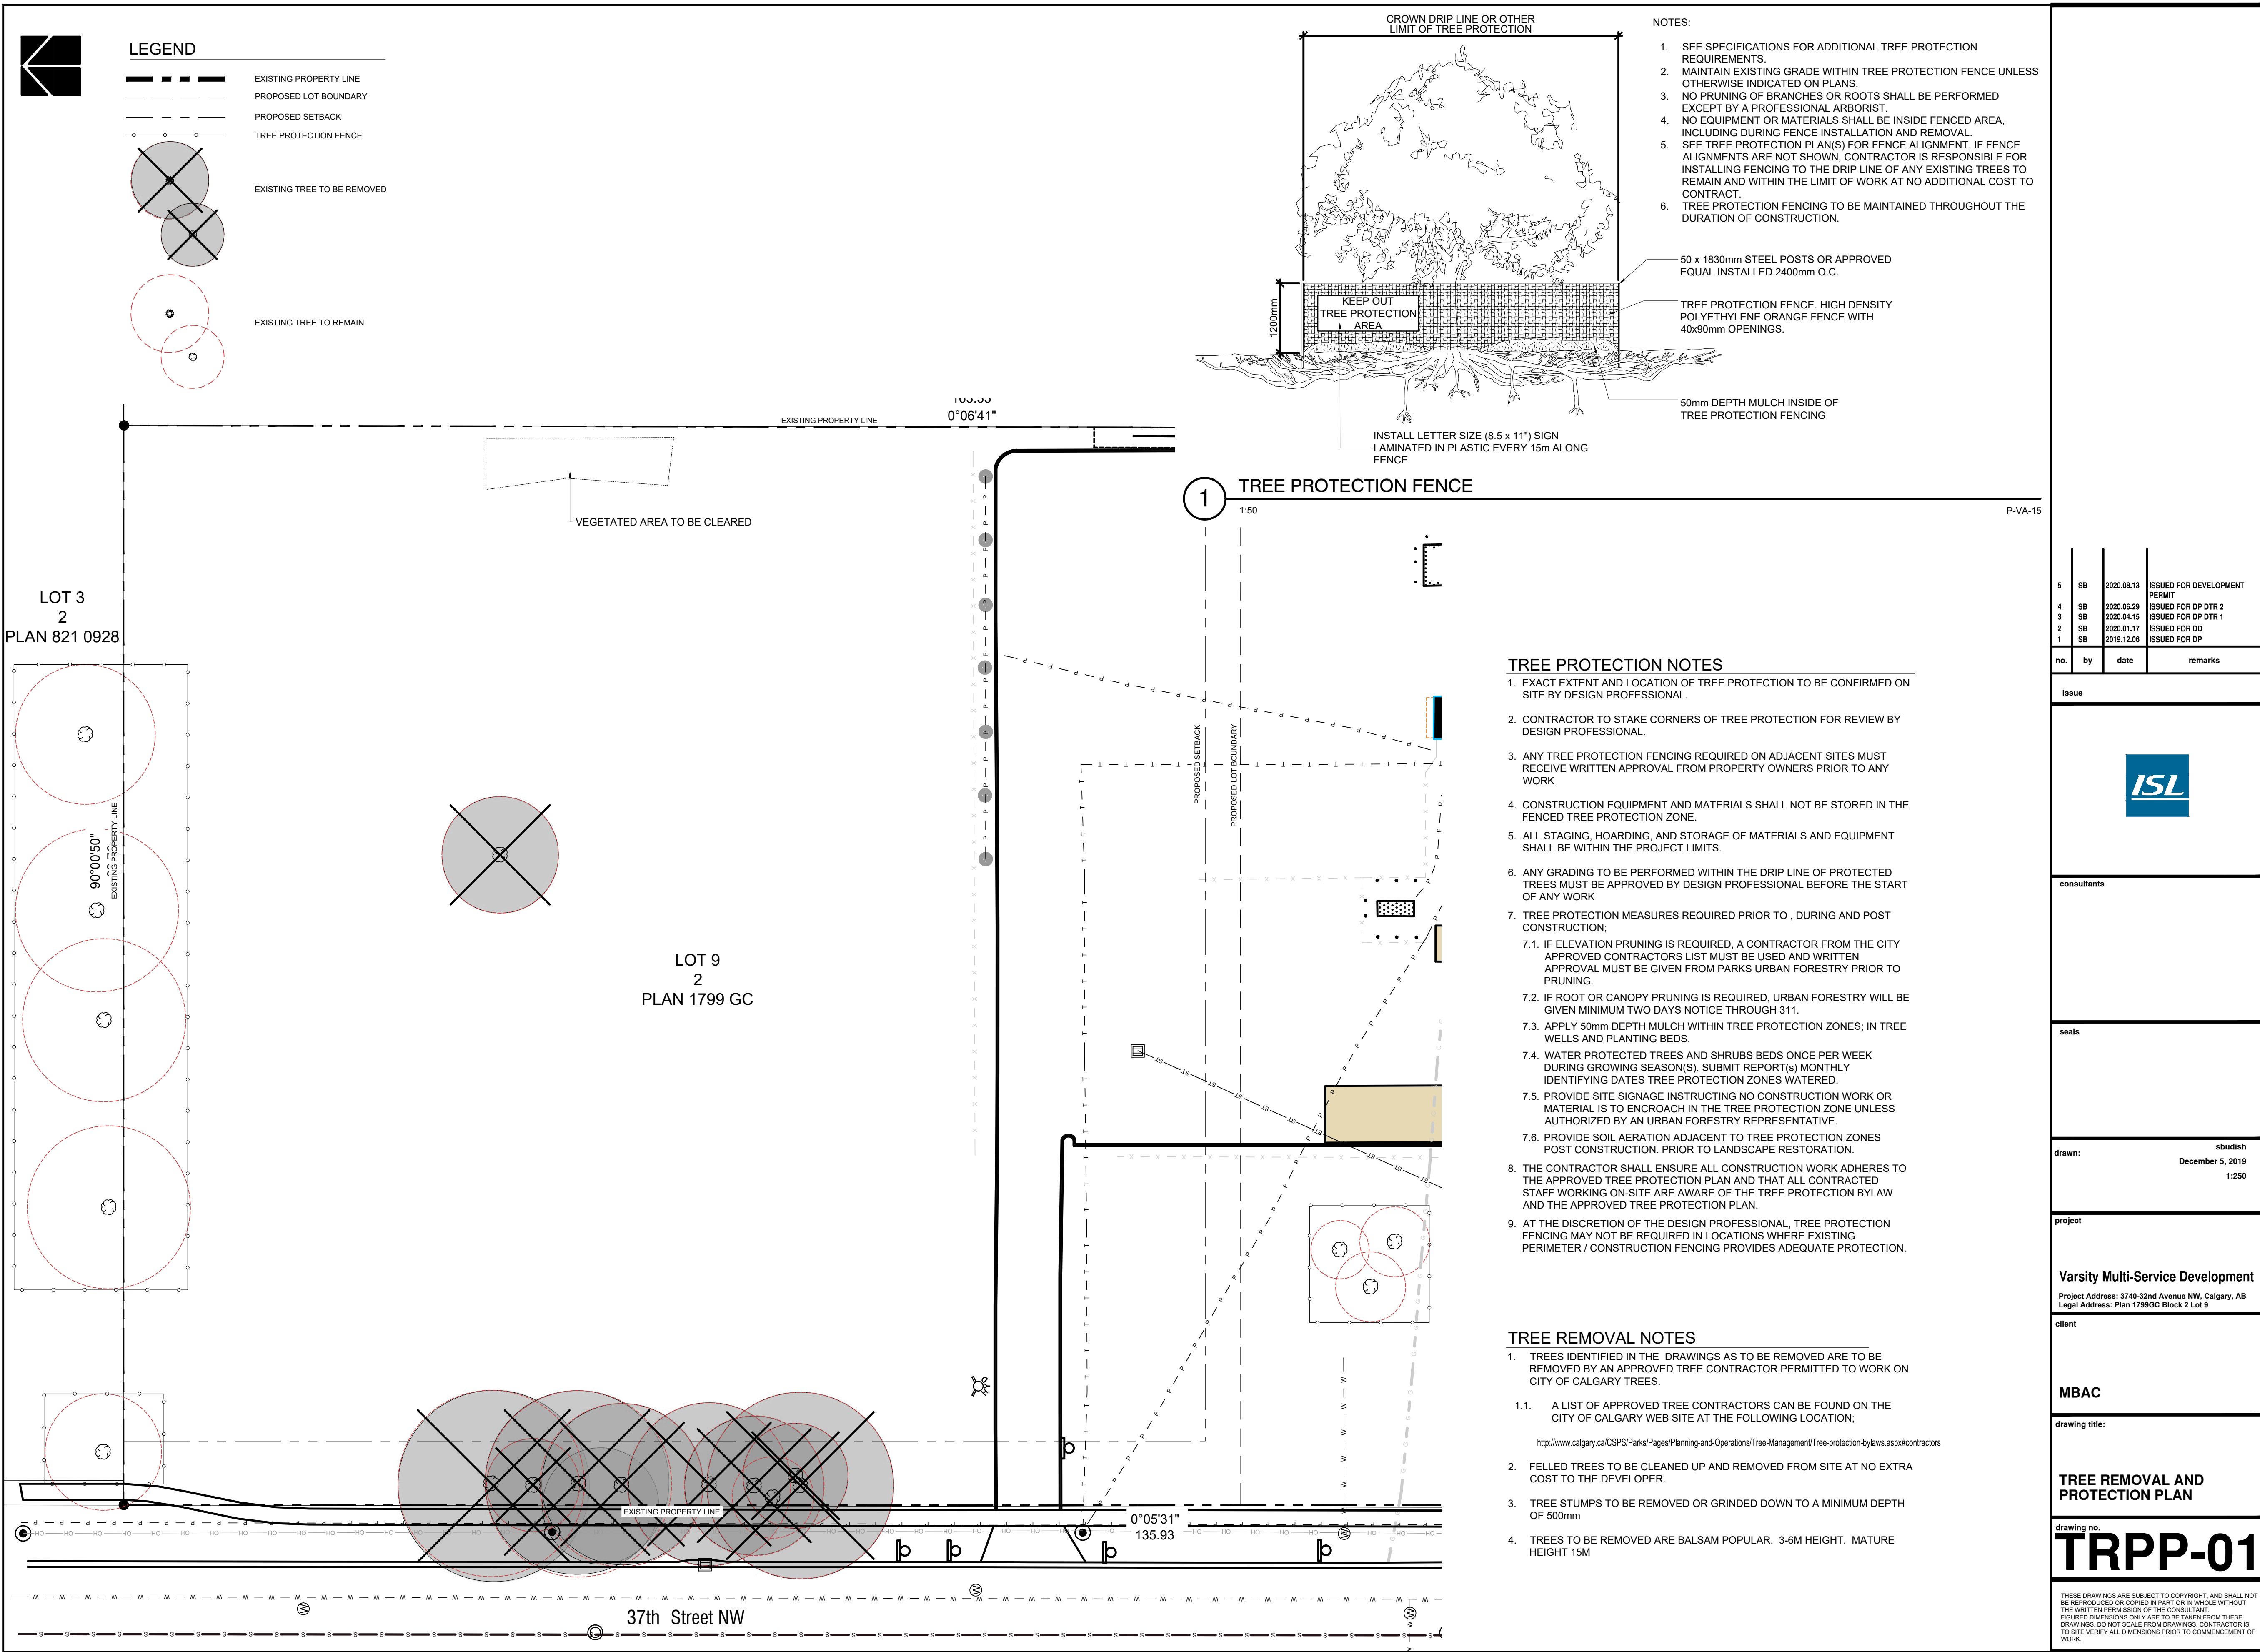 LEGEND
EXISTING PROPERTY LINE
PROPOSED LOT BOUNDARY
PROPOSED SETBACK
TREE PROTECTION FENCE
EXISTING TREE TO BE REMOVED
EXISTING TREE TO REMAIN
CROWN DRIP LINE OR OTHER
LIMIT OF TREE PROTECTION
1200mm
KEEP OUT
TREE PROTECTION
AREA
NOTES:
1. SEE SPECIFICATIONS FOR ADDITIONAL TREE PROTECTION
REQUIREMENTS.
2. MAINTAIN EXISTING GRADE WITHIN TREE PROTECTION FENCE UNLESS
OTHERWISE INDICATED ON PLANS.
3. NO PRUNING OF BRANCHES OR ROOTS SHALL BE PERFORMED
EXCEPT BY A PROFESSIONAL ARBORIST.
4. NO EQUIPMENT OR MATERIALS SHALL BE INSIDE FENCED AREA,
INCLUDING DURING FENCE INSTALLATION AND REMOVAL.
5. SEE TREE PROTECTION PLAN(S) FOR FENCE ALIGNMENT. IF FENCE
ALIGNMENTS ARE NOT SHOWN, CONTRACTOR IS RESPONSIBLE FOR
INSTALLING FENCING TO THE DRIP LINE OF ANY EXISTING TREES TO
REMAIN AND WITHIN THE LIMIT OF WORK AT NO ADDITIONAL COST TO
CONTRACT.
6. TREE PROTECTION FENCING TO BE MAINTAINED THROUGHOUT THE
DURATION OF CONSTRUCTION.
50 x 1830mm STEEL POSTS OR APPROVED
EQUAL INSTALLED 2400mm O.C.
TREE PROTECTION FENCE. HIGH DENSITY
POLYETHYLENE ORANGE FENCE WITH
40x90mm OPENINGS.
50mm DEPTH MULCH INSIDE OF
TREE PROTECTION FENCING
INSTALL LETTER SIZE (8.5 x 11") SIGN
LAMINATED IN PLASTIC EVERY 15m ALONG
FENCE
1
TREE PROTECTION FENCE
1:50
P-VA-15
0°06'41"
EXISTING PROPERTY LINE
VEGETATED AREA TO BE CLEARED
LOT 3
2
PLAN 821 0928
90°00'50"
EXISTING PROPERTY LINE
LOT 9
2
PLAN 1799 GC
PROPOSED SETBACK
PROPOSED LOT BOUNDARY
EXISTING PROPERTY LINE
0°05'31"
135.93
37th Street NW
TREE PROTECTION NOTES
1. EXACT EXTENT AND LOCATION OF TREE PROTECTION TO BE CONFIRMED ON
SITE BY DESIGN PROFESSIONAL.
2. CONTRACTOR TO STAKE CORNERS OF TREE PROTECTION FOR REVIEW BY
DESIGN PROFESSIONAL.
3. ANY TREE PROTECTION FENCING REQUIRED ON ADJACENT SITES MUST
RECEIVE WRITTEN APPROVAL FROM PROPERTY OWNERS PRIOR TO ANY
WORK
4. CONSTRUCTION EQUIPMENT AND MATERIALS SHALL NOT BE STORED IN THE
FENCED TREE PROTECTION ZONE.
5. ALL STAGING, HOARDING, AND STORAGE OF MATERIALS AND EQUIPMENT
SHALL BE WITHIN THE PROJECT LIMITS.
6. ANY GRADING TO BE PERFORMED WITHIN THE DRIP LINE OF PROTECTED
TREES MUST BE APPROVED BY DESIGN PROFESSIONAL BEFORE THE START
OF ANY WORK
7. TREE PROTECTION MEASURES REQUIRED PRIOR TO , DURING AND POST
CONSTRUCTION;
7.1. IF ELEVATION PRUNING IS REQUIRED, A CONTRACTOR FROM THE CITY
APPROVED CONTRACTORS LIST MUST BE USED AND WRITTEN
APPROVAL MUST BE GIVEN FROM PARKS URBAN FORESTRY PRIOR TO
PRUNING.
7.2. IF ROOT OR CANOPY PRUNING IS REQUIRED, URBAN FORESTRY WILL BE
GIVEN MINIMUM TWO DAYS NOTICE THROUGH 311.
7.3. APPLY 50mm DEPTH MULCH WITHIN TREE PROTECTION ZONES; IN TREE
WELLS AND PLANTING BEDS.
7.4. WATER PROTECTED TREES AND SHRUBS BEDS ONCE PER WEEK
DURING GROWING SEASON(S). SUBMIT REPORT(s) MONTHLY
IDENTIFYING DATES TREE PROTECTION ZONES WATERED.
7.5. PROVIDE SITE SIGNAGE INSTRUCTING NO CONSTRUCTION WORK OR
MATERIAL IS TO ENCROACH IN THE TREE PROTECTION ZONE UNLESS
AUTHORIZED BY AN URBAN FORESTRY REPRESENTATIVE.
7.6. PROVIDE SOIL AERATION ADJACENT TO TREE PROTECTION ZONES
POST CONSTRUCTION. PRIOR TO LANDSCAPE RESTORATION.
8. THE CONTRACTOR SHALL ENSURE ALL CONSTRUCTION WORK ADHERES TO
THE APPROVED TREE PROTECTION PLAN AND THAT ALL CONTRACTED
STAFF WORKING ON-SITE ARE AWARE OF THE TREE PROTECTION BYLAW
AND THE APPROVED TREE PROTECTION PLAN.
9. AT THE DISCRETION OF THE DESIGN PROFESSIONAL, TREE PROTECTION
FENCING MAY NOT BE REQUIRED IN LOCATIONS WHERE EXISTING
PERIMETER / CONSTRUCTION FENCING PROVIDES ADEQUATE PROTECTION.
TREE REMOVAL NOTES
1. TREES IDENTIFIED IN THE DRAWINGS AS TO BE REMOVED ARE TO BE
REMOVED BY AN APPROVED TREE CONTRACTOR PERMITTED TO WORK ON
CITY OF CALGARY TREES.
1.1. A LIST OF APPROVED TREE CONTRACTORS CAN BE FOUND ON THE
CITY OF CALGARY WEB SITE AT THE FOLLOWING LOCATION;
http://www.calgary.ca/CSPS/Parks/Pages/Planning-and-Operations/Tree-Management/Tree-protection-bylaws.aspx#contractors
2. FELLED TREES TO BE CLEANED UP AND REMOVED FROM SITE AT NO EXTRA
COST TO THE DEVELOPER.
3. TREE STUMPS TO BE REMOVED OR GRINDED DOWN TO A MINIMUM DEPTH
OF 500mm
4. TREES TO BE REMOVED ARE BALSAM POPULAR. 3-6M HEIGHT. MATURE
HEIGHT 15M
5 SB 2020.08.13 ISSUED FOR DEVELOPMENT
PERMIT
4 SB 2020.06.29 ISSUED FOR DP DTR 2
3 SB 2020.04.15 ISSUED FOR DP DTR 1
2 SB 2020.01.17 ISSUED FOR DD
1 SB 2019.12.06 ISSUED FOR DP
no. by date remarks
issue
ISL
consultants
seals
drawn:
sbudish
December 5, 2019
1:250
project
Varsity Multi-Service Development
Project Address: 3740-32nd Avenue NW, Calgary, AB
Legal Address: Plan 1799GC Block 2 Lot 9
client
MBAC
drawing title:
TREE REMOVAL AND
PROTECTION PLAN
drawing no.
TRPP-01
THESE DRAWINGS ARE SUBJECT TO COPYRIGHT, AND SHALL NOT
BE REPRODUCED OR COPIED IN PART OR IN WHOLE WITHOUT
THE WRITTEN PERMISSION OF THE CONSULTANT.
FIGURED DIMENSIONS ONLY ARE TO BE TAKEN FROM THESE
DRAWINGS. DO NOT SCALE FROM DRAWINGS. CONTRACTOR IS
TO SITE VERIFY ALL DIMENSIONS PRIOR TO COMMENCEMENT OF
WORK.